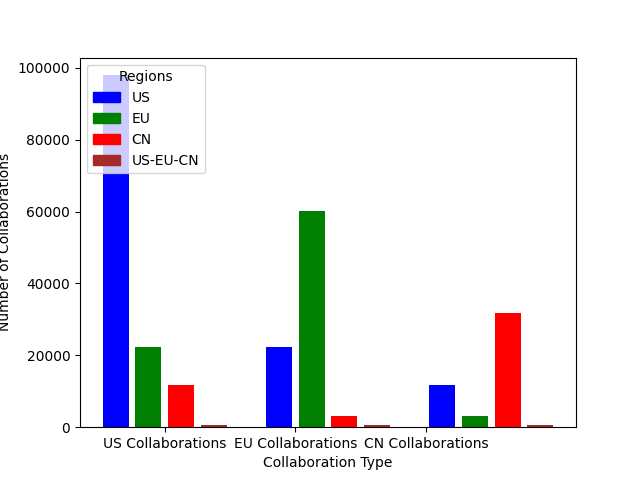 Regions
US
EU
CN
US-EU-CN
100000
80000
60000
40000
20000
0
Number of Collaborations
US Collaborations
EU Collaborations
CN Collaborations
Collaboration Type